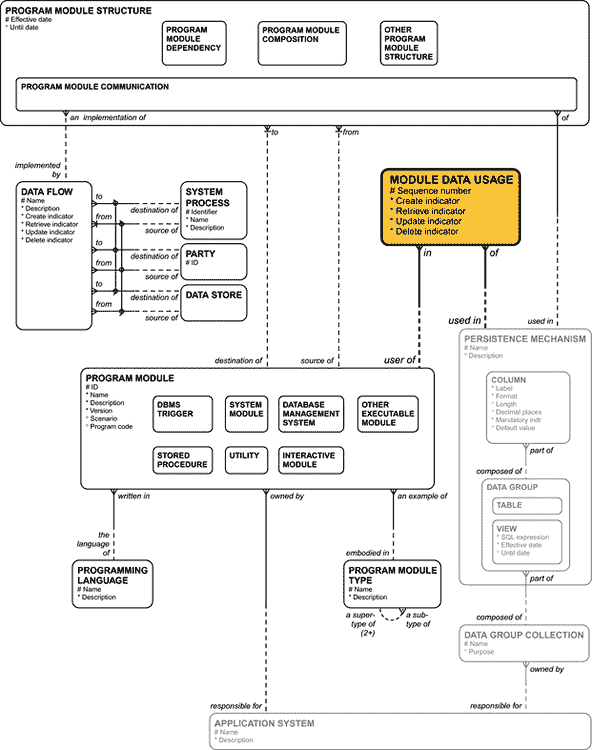 PROGRAM MODULE STRUCTURE
# Effective date
° Until date
PROGRAM
MODULE
DEPENDENCY
PROGRAM MODULE
COMPOSITION
OTHER
PROGRAM
MODULE
STRUCTURE
PROGRAM MODULE COMMUNICATION
an implementation of
to
from
of
implemented
by
DATA FLOW
# Name
* Description
* Create indicator
* Retrieve indicator
* Update indicator
* Delete indicator
to
from
to
from
to
from
destination of
source of
destination of
source of
destination of
source of
SYSTEM
PROCESS
# Identifier
* Name
* Description
PARTY
# ID
DATA STORE
MODULE DATA USAGE
# Sequence number
* Create indicator
* Retrieve indicator
* Update indicator
* Delete indicator
in
of
used in
used in
destination of
source of
user of
PERSISTENCE MECHANISM
# Name
* Description
COLUMN
* Label
* Format
° Length
° Decimal places
* Mandatory indr
° Default value
part of
composed of
DATA GROUP
TABLE
VIEW
* SQL expression
* Effective date
° Until date
part of
PROGRAM MODULE
# ID
* Name
* Description
* Version
° Scenario
° Program code
DBMS
TRIGGER
SYSTEM
MODULE
DATABASE
MANAGEMENT
SYSTEM
OTHER
EXECUTABLE
MODULE
STORED
PROCEDURE
UTILITY
INTERACTIVE
MODULE
written in
owned by
an example of
the
language
of
embodied in
PROGRAMMING
LANGUAGE
# Name
* Description
PROGRAM MODULE
TYPE
# Name
* Description
a super-
type of
(2+)
a sub-
type of
composed of
DATA GROUP COLLECTION
# Name
° Purpose
owned by
responsible for
responsible for
APPLICATION SYSTEM
# Name
* Description